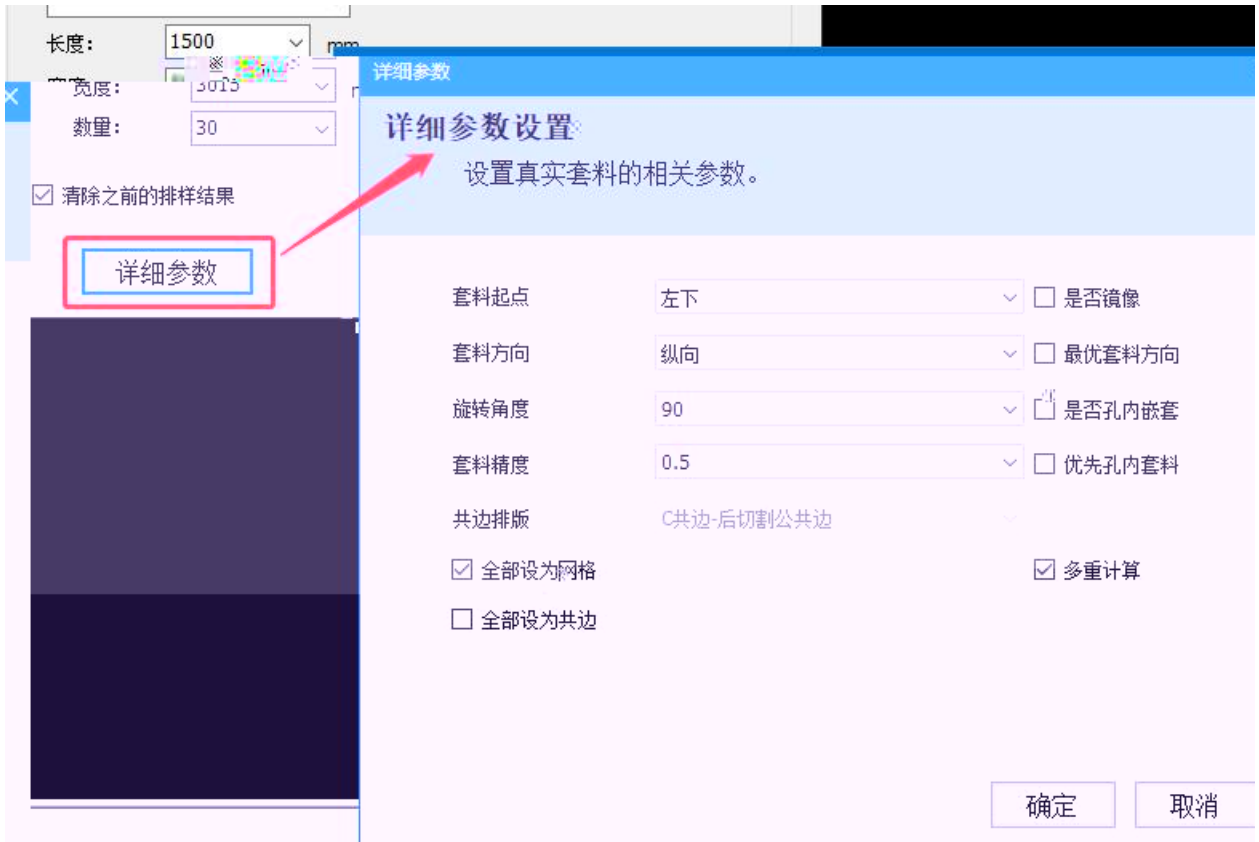 长度：
1500
mm
宽度：
数量：
30
清除之前的排样结果
详细参数
详细参数
详细参数设置
设置真实套料的相关参数。
套料起点 左下 是否镜像
套料方向 纵向 最优套料方向
旋转角度 90 是否孔内嵌套
套料精度 0.5 优先孔内套料
共边排版 C共边-后切割公共边
全部设为网格 多重计算
全部设为共边
确定 取消